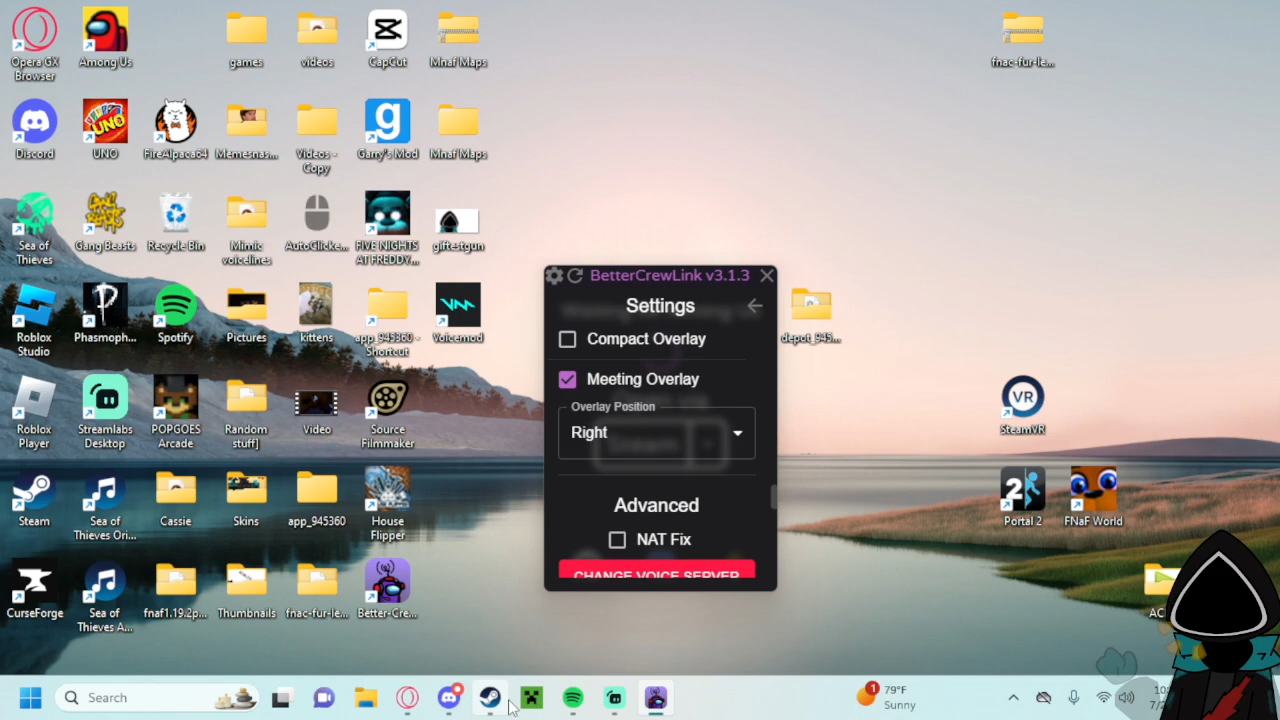 Opera GX
Browser
Among Us
games
videos
CapCut
Mnaf Maps
fnac-fur-le...
Discord
UNO
FireAlpaca64
Memesnas...
Videos -
Copy
Garry's Mod
Mnaf Maps
Sea of
Thieves
Gang Beasts
Recycle Bin
Mimic
voicelines
AutoClicke...
FIVE NIGHTS
AT FREDDY...
giftestgun
BetterCrewLink v3.1.3
Settings
Compact Overlay
Meeting Overlay
Overlay Position
Right
Advanced
NAT Fix
CHANGE VOICE SERVER
Roblox
Studio
Phasmoph...
Spotify
Pictures
kittens
app_945360 -
Shortcut
Voicemod
depot_945...
Roblox
Player
Streamlabs
Desktop
POPGOES
Arcade
Random
stuff]
Video
Source
Filmmaker
VR
SteamVR
Steam
Sea of
Thieves Ori...
Cassie
Skins
app_945360
House
Flipper
2
Portal 2
FNaF World
CurseForge
Sea of
Thieves A...
fnaf1.19.2p...
Thumbnails
fnac-fur-le...
Better-Cre...
Search
1
79°F
Sunny